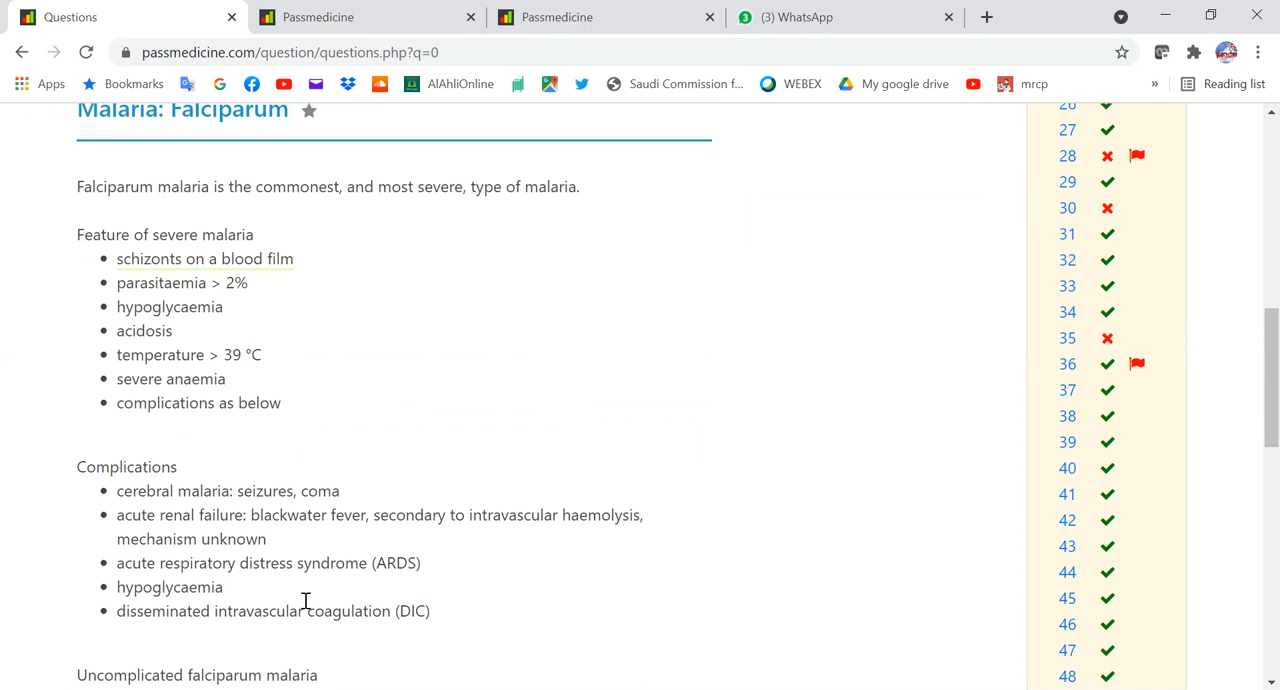 Questions
Passmedicine
Passmedicine
3 (3) WhatsApp
passmedicine.com/question/questions.php?q=0
Apps Bookmarks AlAhliOnline Saudi Commission f... WEBEX My google drive mrcp » Reading list
Malaria: Falciparum
Falciparum malaria is the commonest, and most severe, type of malaria.
Feature of severe malaria
• schizonts on a blood film
• parasitaemia > 2%
• hypoglycaemia
• acidosis
• temperature > 39 °C
• severe anaemia
• complications as below
Complications
• cerebral malaria: seizures, coma
• acute renal failure: blackwater fever, secondary to intravascular haemolysis,
mechanism unknown
• acute respiratory distress syndrome (ARDS)
• hypoglycaemia
• disseminated intravascular coagulation (DIC)
Uncomplicated falciparum malaria
26
27
28
29
30
31
32
33
34
35
36
37
38
39
40
41
42
43
44
45
46
47
48